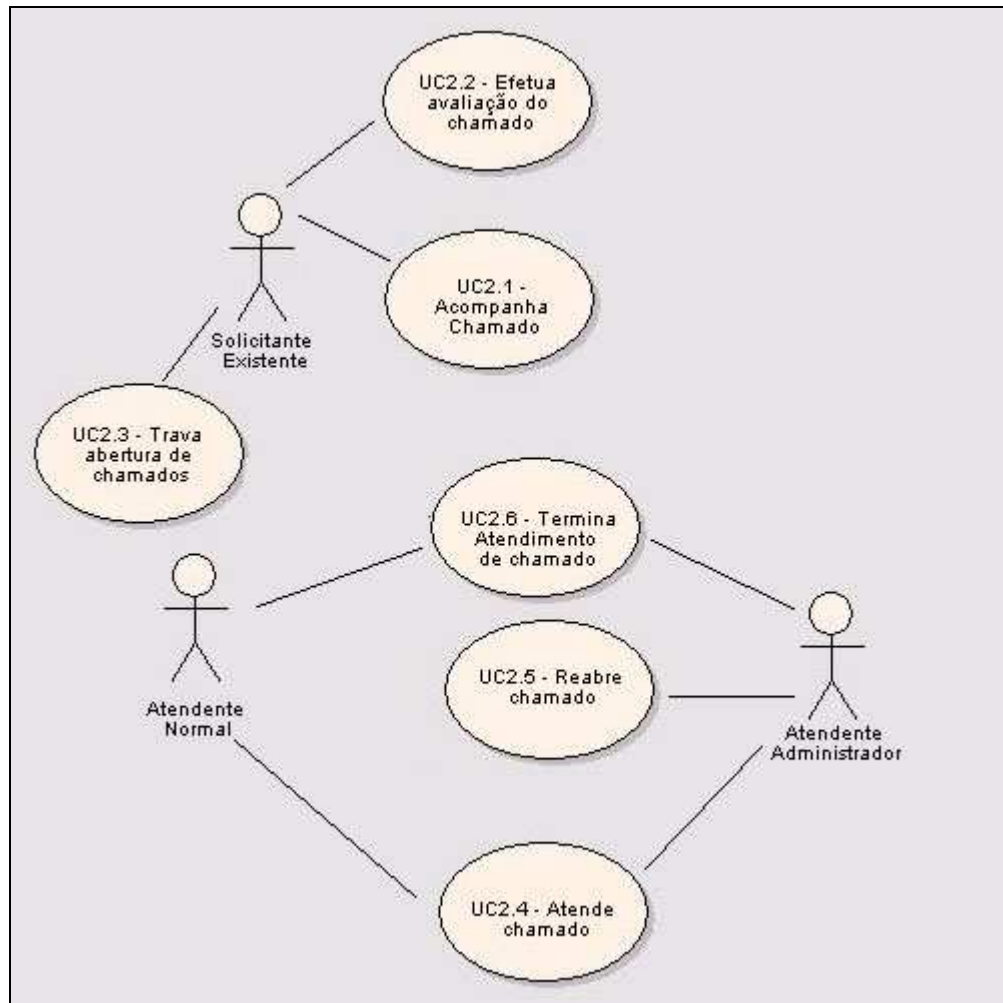 UC2.2 - Efetua
avaliação do
chamado
UC2.1 -
Acompanha
Chamado
Solicitante
Existente
UC2.3 - Trava
abertura de
chamados
UC2.6 - Termina
Atendimento
de chamado
UC2.5 - Reabre
chamado
Atendente
Normal
Atendente
Administrador
UC2.4 - Atende
chamado